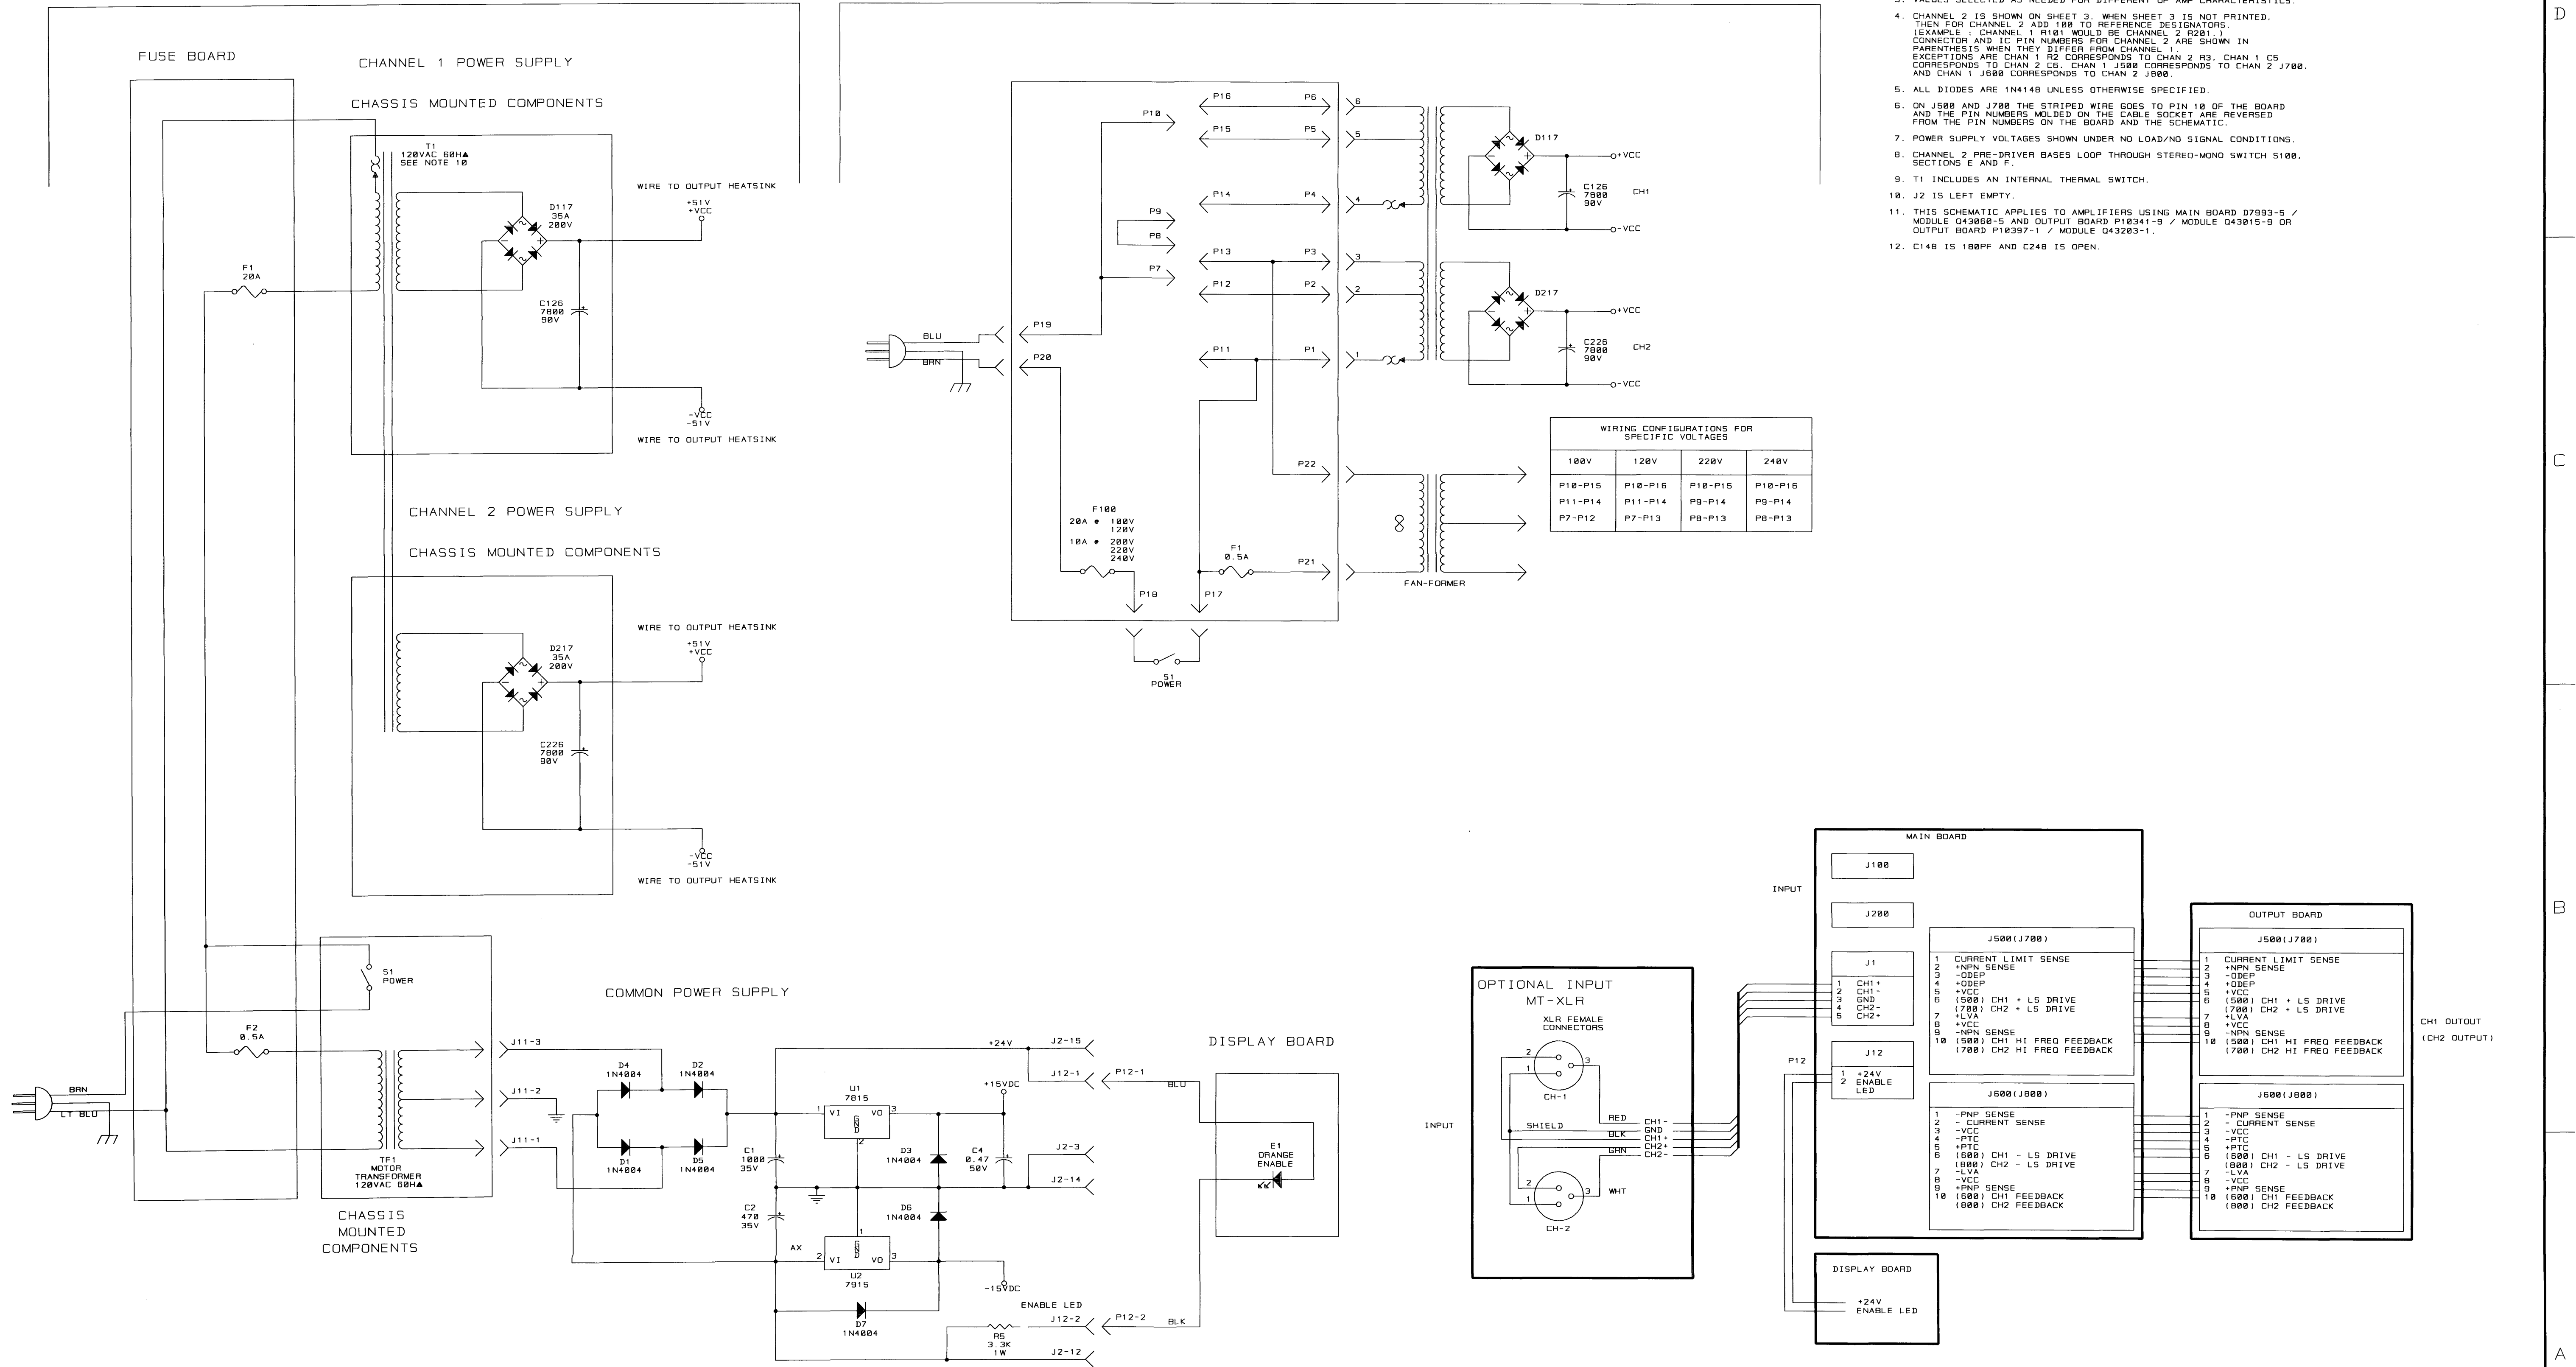 FUSE BOARD
CHANNEL 1 POWER SUPPLY
CHASSIS MOUNTED COMPONENTS
T1
120VAC 60H▲
SEE NOTE 10
WIRE TO OUTPUT HEATSINK
+51V
+VCC
D117
35A
200V
F1
20A
C126
7800
90V
-VCC
-51V
WIRE TO OUTPUT HEATSINK
CHANNEL 2 POWER SUPPLY
CHASSIS MOUNTED COMPONENTS
WIRE TO OUTPUT HEATSINK
+51V
+VCC
D217
35A
200V
C226
7800
90V
-VCC
-51V
WIRE TO OUTPUT HEATSINK
S1
POWER
F2
0.5A
BRN
LT BLU
TF1
MOTOR
TRANSFORMER
120VAC 60H▲
CHASSIS
MOUNTED
COMPONENTS
J11-3
J11-2
J11-1
COMMON POWER SUPPLY
D4
1N4004
D2
1N4004
D1
1N4004
D5
1N4004
C1
1000
35V
C2
470
35V
AX
U1
7815
1 VI GND VO 3
2
1
2 VI GND VO 3
U2
7915
D3
1N4004
C4
0.47
50V
D6
1N4004
D7
1N4004
+24V
+15VDC
-15VDC
J2-15
J12-1
P12-1
BLU
J2-3
J2-14
ENABLE LED
J12-2
P12-2
BLK
R5
3.3K
1W
J2-12
DISPLAY BOARD
E1
ORANGE
ENABLE
BLU
BRN
P19
P20
P10
P9
P8
P7
P16 P6 6
P15 P5 5
P14 P4 4
P13 P3 3
P12 P2 2
P11 P1 1
D117
+VCC
C126
7800
90V
CH1
-VCC
D217
+VCC
C226
7800
90V
CH2
-VCC
P22
F100
20A @ 100V
120V
10A @ 200V
220V
240V
F1
0.5A
P21
P18
P17
S1
POWER
FAN-FORMER
WIRING CONFIGURATIONS FOR
SPECIFIC VOLTAGES
100V 120V 220V 240V
P10-P15 P10-P16 P10-P15 P10-P16
P11-P14 P11-P14 P9-P14 P9-P14
P7-P12 P7-P13 P8-P13 P8-P13
3. VALUES SELECTED AS NEEDED FOR DIFFERENT OP AMP CHARACTERISTICS.
4. CHANNEL 2 IS SHOWN ON SHEET 3. WHEN SHEET 3 IS NOT PRINTED,
THEN FOR CHANNEL 2 ADD 100 TO REFERENCE DESIGNATORS.
(EXAMPLE : CHANNEL 1 R101 WOULD BE CHANNEL 2 R201.)
CONNECTOR AND IC PIN NUMBERS FOR CHANNEL 2 ARE SHOWN IN
PARENTHESIS WHEN THEY DIFFER FROM CHANNEL 1.
EXCEPTIONS ARE CHAN 1 R2 CORRESPONDS TO CHAN 2 R3, CHAN 1 C5
CORRESPONDS TO CHAN 2 C6, CHAN 1 J500 CORRESPONDS TO CHAN 2 J700,
AND CHAN 1 J600 CORRESPONDS TO CHAN 2 J800.
5. ALL DIODES ARE 1N4148 UNLESS OTHERWISE SPECIFIED.
6. ON J500 AND J700 THE STRIPED WIRE GOES TO PIN 10 OF THE BOARD
AND THE PIN NUMBERS MOLDED ON THE CABLE SOCKET ARE REVERSED
FROM THE PIN NUMBERS ON THE BOARD AND THE SCHEMATIC.
7. POWER SUPPLY VOLTAGES SHOWN UNDER NO LOAD/NO SIGNAL CONDITIONS.
8. CHANNEL 2 PRE-DRIVER BASES LOOP THROUGH STEREO-MONO SWITCH S100,
SECTIONS E AND F.
9. T1 INCLUDES AN INTERNAL THERMAL SWITCH.
10. J2 IS LEFT EMPTY.
11. THIS SCHEMATIC APPLIES TO AMPLIFIERS USING MAIN BOARD D7993-5 /
MODULE Q43060-5 AND OUTPUT BOARD P10341-9 / MODULE Q43015-9 OR
OUTPUT BOARD P10397-1 / MODULE Q43203-1.
12. C148 IS 180PF AND C248 IS OPEN.
D
C
B
A
OPTIONAL INPUT
MT-XLR
XLR FEMALE
CONNECTORS
2 3
1
CH-1
INPUT
SHIELD
RED CH1-
GND
BLK CH1+
CH2+
GRN CH2-
2 3
1
WHT
CH-2
MAIN BOARD
INPUT
J100
J200
J1
1 CH1+
2 CH1-
3 GND
4 CH2-
5 CH2+
P12
J12
1 +24V
2 ENABLE
LED
J500(J700)
1 CURRENT LIMIT SENSE
2 +NPN SENSE
3 -ODEP
4 +ODEP
5 +VCC
6 (500) CH1 + LS DRIVE
(700) CH2 + LS DRIVE
7 +LVA
8 +VCC
9 -NPN SENSE
10 (500) CH1 HI FREQ FEEDBACK
(700) CH2 HI FREQ FEEDBACK
J600(J800)
1 -PNP SENSE
2 - CURRENT SENSE
3 -VCC
4 -PTC
5 +PTC
6 (600) CH1 - LS DRIVE
(800) CH2 - LS DRIVE
7 -LVA
8 -VCC
9 +PNP SENSE
10 (600) CH1 FEEDBACK
(800) CH2 FEEDBACK
OUTPUT BOARD
J500(J700)
1 CURRENT LIMIT SENSE
2 +NPN SENSE
3 -ODEP
4 +ODEP
5 +VCC
6 (500) CH1 + LS DRIVE
(700) CH2 + LS DRIVE
7 +LVA
8 +VCC
9 -NPN SENSE
10 (500) CH1 HI FREQ FEEDBACK
(700) CH2 HI FREQ FEEDBACK
J600(J800)
1 -PNP SENSE
2 - CURRENT SENSE
3 -VCC
4 -PTC
5 +PTC
6 (600) CH1 - LS DRIVE
(800) CH2 - LS DRIVE
7 -LVA
8 -VCC
9 +PNP SENSE
10 (600) CH1 FEEDBACK
(800) CH2 FEEDBACK
CH1 OUTOUT
(CH2 OUTPUT)
DISPLAY BOARD
+24V
ENABLE LED